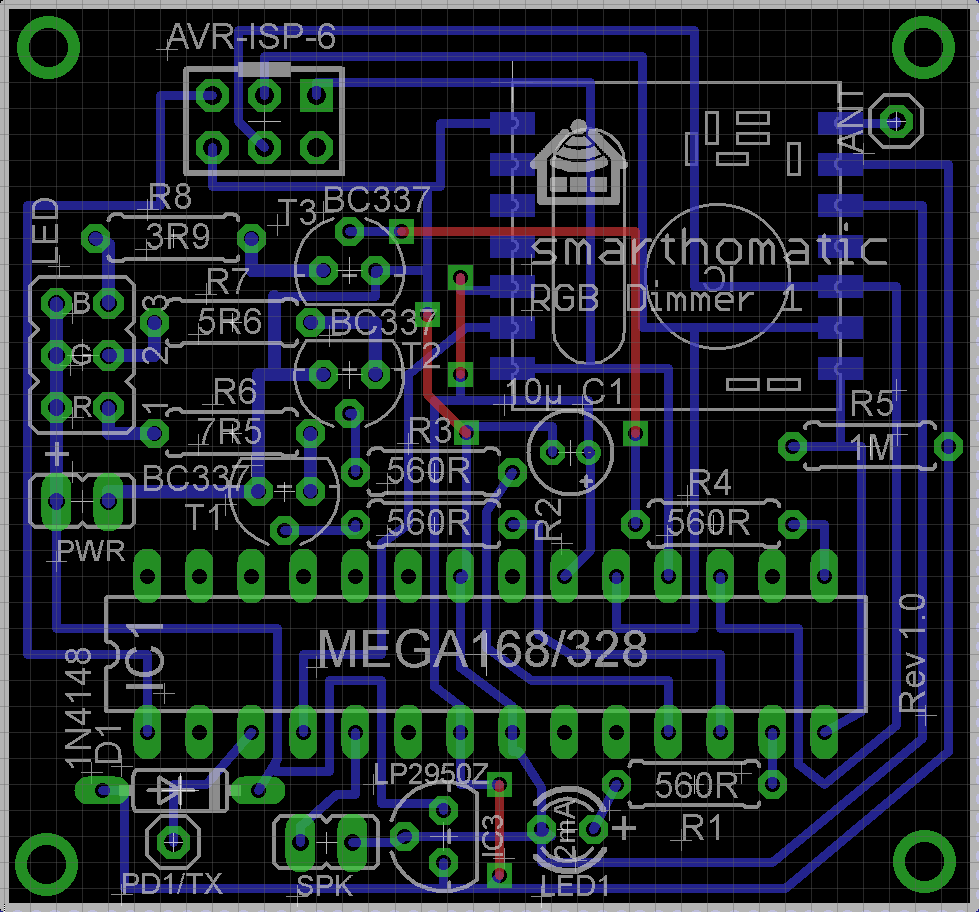 AVR-ISP-6
ANT
R8
BC337
T3
LED
3R9
smarthomatic
R7
B
2
3
5R6
BC337
RGB Dimmer 1
G
T2
R6
10µ C1
R
1
7R5
R3
R5
1M
+
BC337
560R
+
R4
T1
560R
R2
560R
PWR
IC1
MEGA168/328
Rev 1.0
1N4148
D1
LP2950Z
560R
IC3
2mA
+
R1
PD1/TX
SPK
LED1